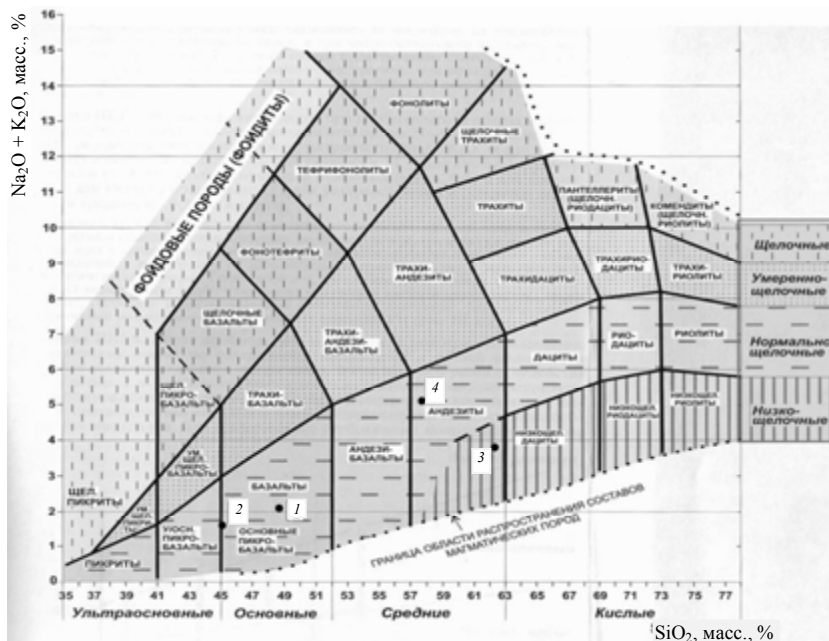 Na₂O + K₂O, масс., %
16
15
14
13
12
11
10
9
8
7
6
5
4
3
2
1
0
ФОЙДОВЫЕ ПОРОДЫ (ФОИДИТЫ)
ФОНОЛИТЫ
ЩЕЛОЧНЫЕ
ТРАХИТЫ
ТЕФРИФОНОЛИТЫ
ПАНТЕЛЛЕРИТЫ
(ЩЕЛОЧН.
РИОДАЦИТЫ)
КОМЕНДИТЫ
(ЩЕЛОЧН.
РИОЛИТЫ)
ТРАХИТЫ
ФОНОТЕФРИТЫ
ТРАХИ-
АНДЕЗИТЫ
ТРАХИДАЦИТЫ
ТРАХИРИО-
ДАЦИТЫ
ТРАХИ-
РИОЛИТЫ
ЩЕЛОЧНЫЕ
БАЗАЛЬТЫ
ТРАХИ-
АНДЕЗИ-
БАЗАЛЬТЫ
ДАЦИТЫ
РИО-
ДАЦИТЫ
РИОЛИТЫ
ЩЕЛ.
ПИКРО-
БАЗАЛЬТЫ
ТРАХИ-
БАЗАЛЬТЫ
4
АНДЕЗИТЫ
НИЗКОЩЕЛ.
ДАЦИТЫ
НИЗКОЩЕЛ.
РИОДАЦИТЫ
НИЗКОЩЕЛ.
РИОЛИТЫ
УМ.
ЩЕЛ.
ПИКРО-
БАЗАЛЬТЫ
АНДЕЗИ-
БАЗАЛЬТЫ
3
ЩЕЛ.
ПИКРИТЫ
БАЗАЛЬТЫ
2
1
ОСНОВНЫЕ
ПИКРО-
БАЗАЛЬТЫ
ПИКРО-
БАЗАЛЬТЫ
ПИКРИТЫ
ГРАНИЦА ОБЛАСТИ РАСПРОСТРАНЕНИЯ СОСТАВОВ
МАГМАТИЧЕСКИХ ПОРОД
Щелочные
Умеренно-
щелочные
Нормально
щелочные
Низко-
щелочные
35 37 39 41 43 45 47 49 51 53 55 57 59 61 63 65 67 69 71 73 75 77
Ультраосновные Основные Средние Кислые
SiO₂, масс., %